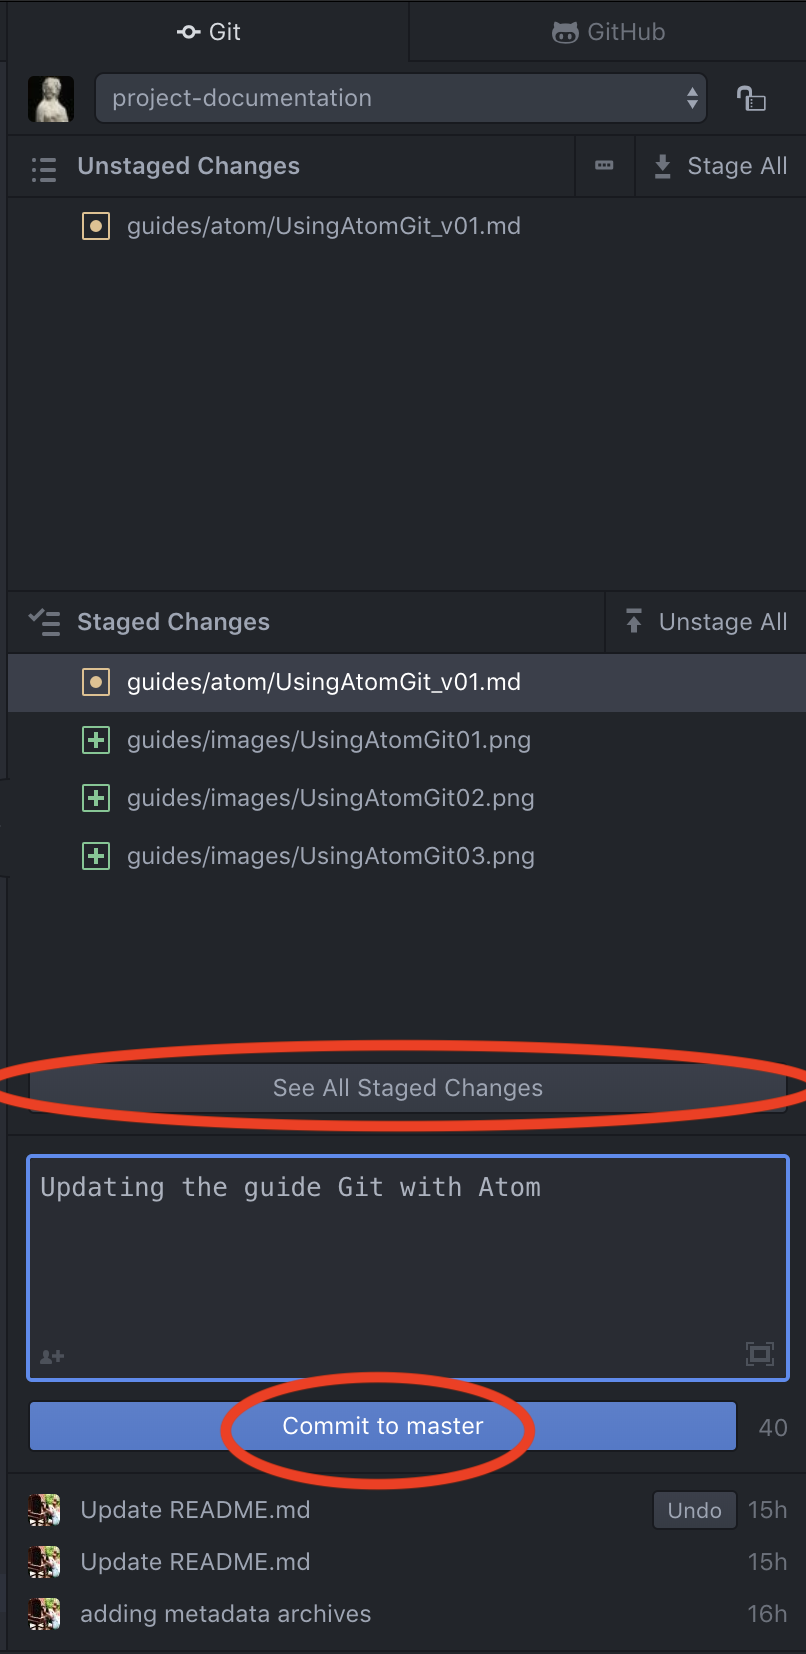 Git
GitHub
project-documentation
Unstaged Changes
Stage All
guides/atom/UsingAtomGit_v01.md
Staged Changes
Unstage All
guides/atom/UsingAtomGit_v01.md
guides/images/UsingAtomGit01.png
guides/images/UsingAtomGit02.png
guides/images/UsingAtomGit03.png
See All Staged Changes
Updating the guide Git with Atom
Commit to master
40
Update README.md
Undo
15h
Update README.md
15h
adding metadata archives
16h